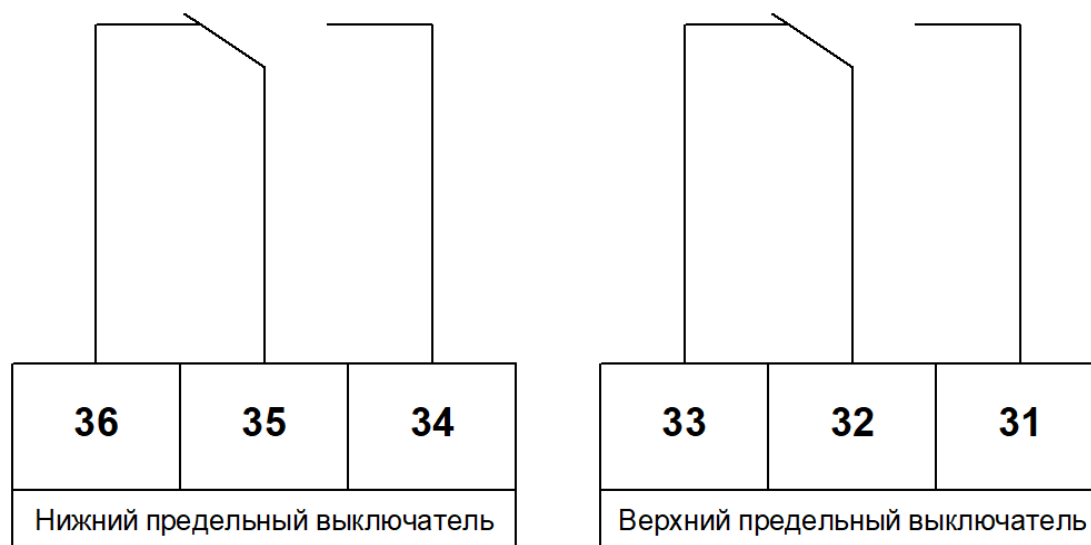 36 35 34 33 32 31
Нижний предельный выключатель Верхний предельный выключатель